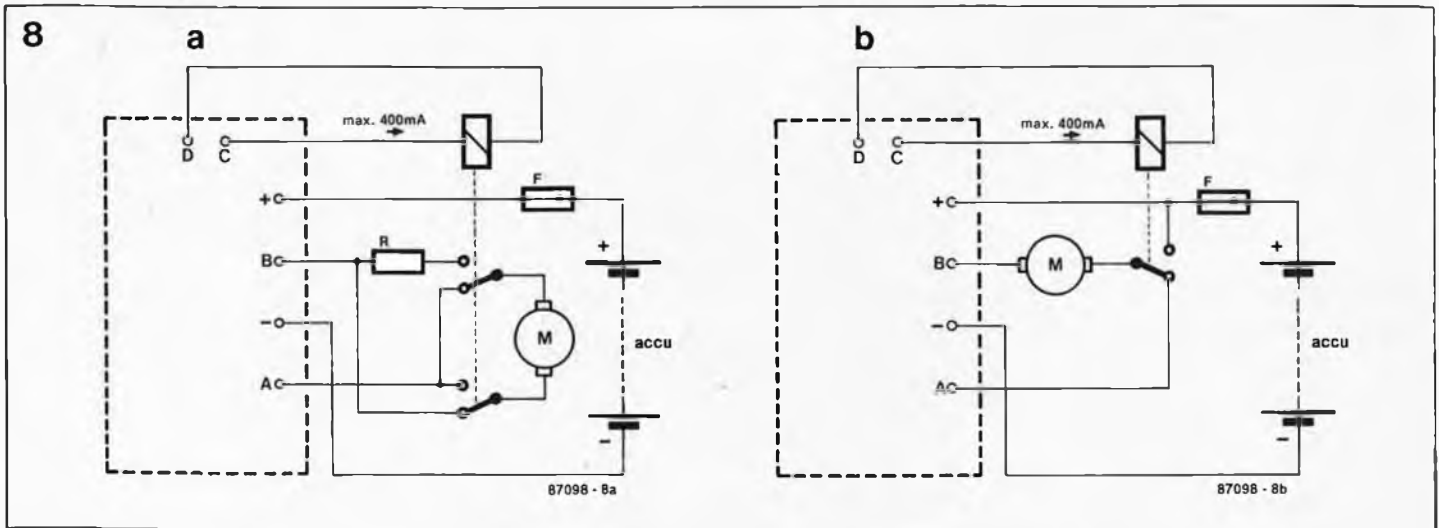 8
a
max. 400mA
D C
+
F
B
R
+
-
M
accu
A
-
87098 - 8a
b
max. 400mA
D C
+
F
B
M
+
-
accu
A
-
87098 - 8b